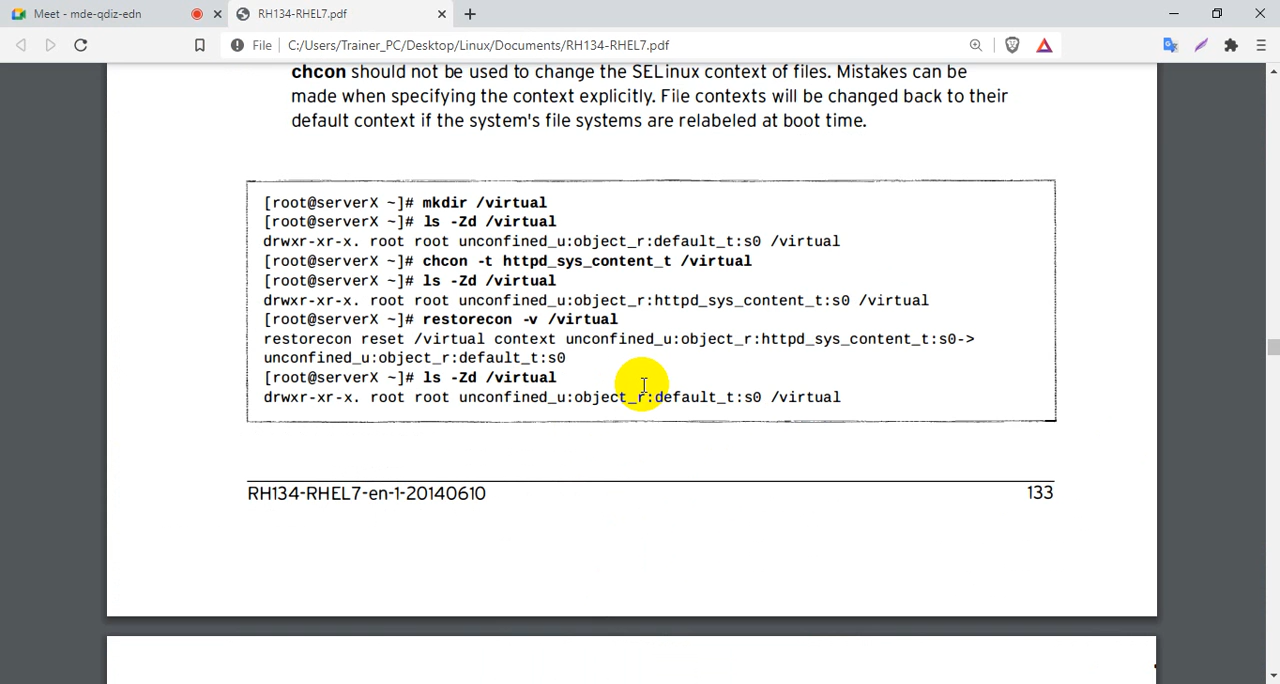 Meet - mde-qdiz-edn
RH134-RHEL7.pdf
File
C:/Users/Trainer_PC/Desktop/Linux/Documents/RH134-RHEL7.pdf
chcon should not be used to change the SELinux context of files. Mistakes can be
made when specifying the context explicitly. File contexts will be changed back to their
default context if the system's file systems are relabeled at boot time.
[root@serverX ~]# mkdir /virtual
[root@serverX ~]# ls -Zd /virtual
drwxr-xr-x. root root unconfined_u:object_r:default_t:s0 /virtual
[root@serverX ~]# chcon -t httpd_sys_content_t /virtual
[root@serverX ~]# ls -Zd /virtual
drwxr-xr-x. root root unconfined_u:object_r:httpd_sys_content_t:s0 /virtual
[root@serverX ~]# restorecon -v /virtual
restorecon reset /virtual context unconfined_u:object_r:httpd_sys_content_t:s0->
unconfined_u:object_r:default_t:s0
[root@serverX ~]# ls -Zd /virtual
drwxr-xr-x. root root unconfined_u:object_r:default_t:s0 /virtual
RH134-RHEL7-en-1-20140610
133